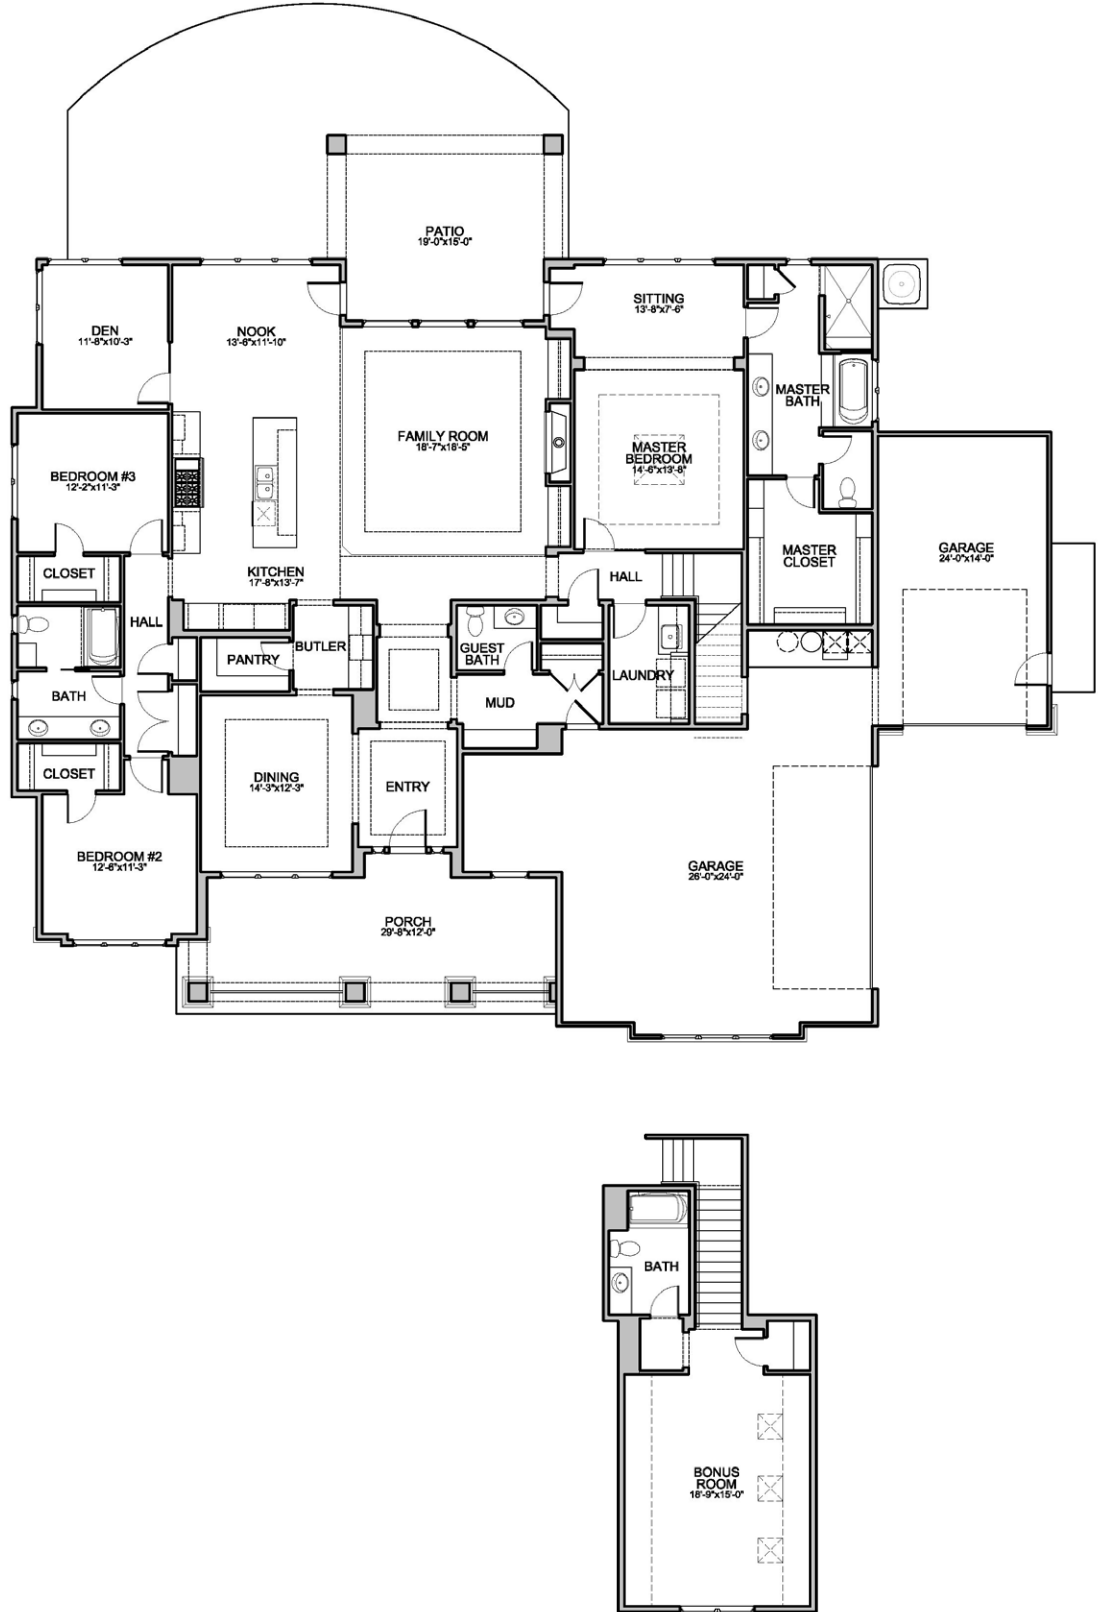 PATIO
19'-0"x15'-0"
SITTING
13'-8"x7'-6"
DEN
11'-8"x10'-3"
NOOK
13'-6"x11'-10"
MASTER
BATH
FAMILY ROOM
18'-7"x18'-5"
MASTER
BEDROOM
14'-6"x13'-8"
BEDROOM #3
12'-2"x11'-3"
GARAGE
24'-0"x14'-0"
MASTER
CLOSET
CLOSET
KITCHEN
17'-8"x13'-7"
HALL
HALL
PANTRY
BUTLER
GUEST
BATH
LAUNDRY
BATH
MUD
CLOSET
DINING
14'-3"x12'-3"
ENTRY
BEDROOM #2
12'-6"x11'-3"
GARAGE
26'-0"x24'-0"
PORCH
29'-8"x12'-0"
BATH
BONUS
ROOM
18'-9"x15'-0"